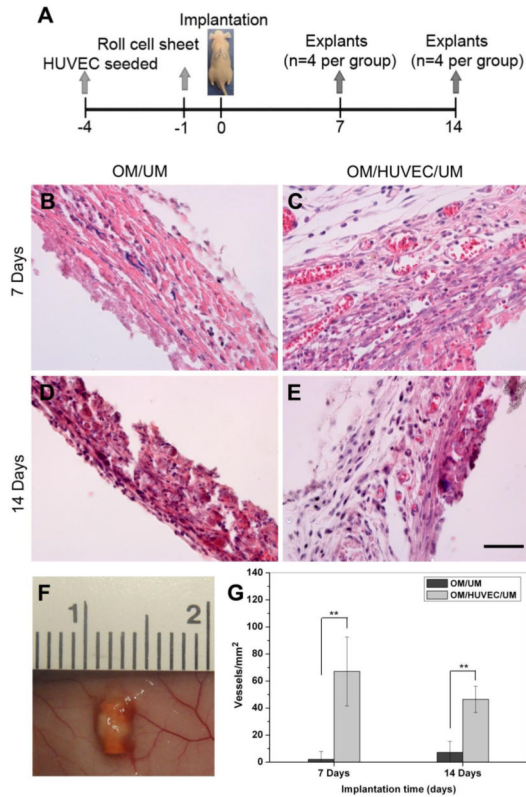 A
Implantation
Roll cell sheet
HUVEC seeded
Explants
(n=4 per group)
Explants
(n=4 per group)
-4
-1
0
7
14
OM/UM
OM/HUVEC/UM
7 Days
B
C
14 Days
D
E
F
1
2
G
140
120
100
80
60
40
20
0
Vessels/mm²
OM/UM
OM/HUVEC/UM
**
**
7 Days
14 Days
Implantation time (days)